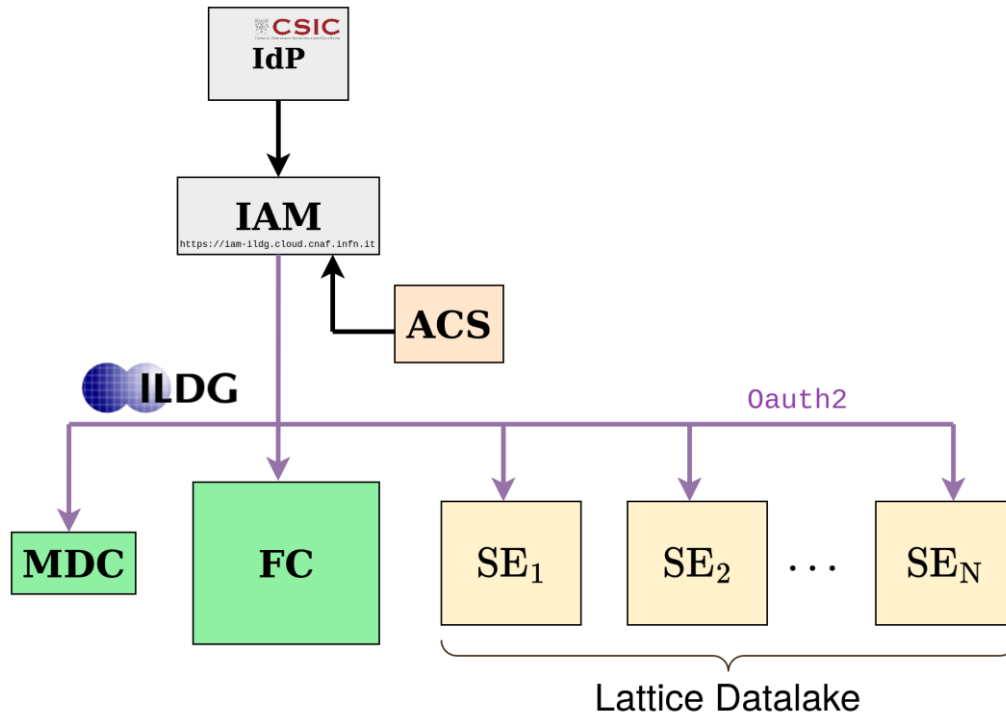 CSIC
IdP
IAM
https://iam-ildg.cloud.cnaf.infn.it
ACS
ILDG
Oauth2
MDC
FC
SE1
SE2
...
SEN
Lattice Datalake